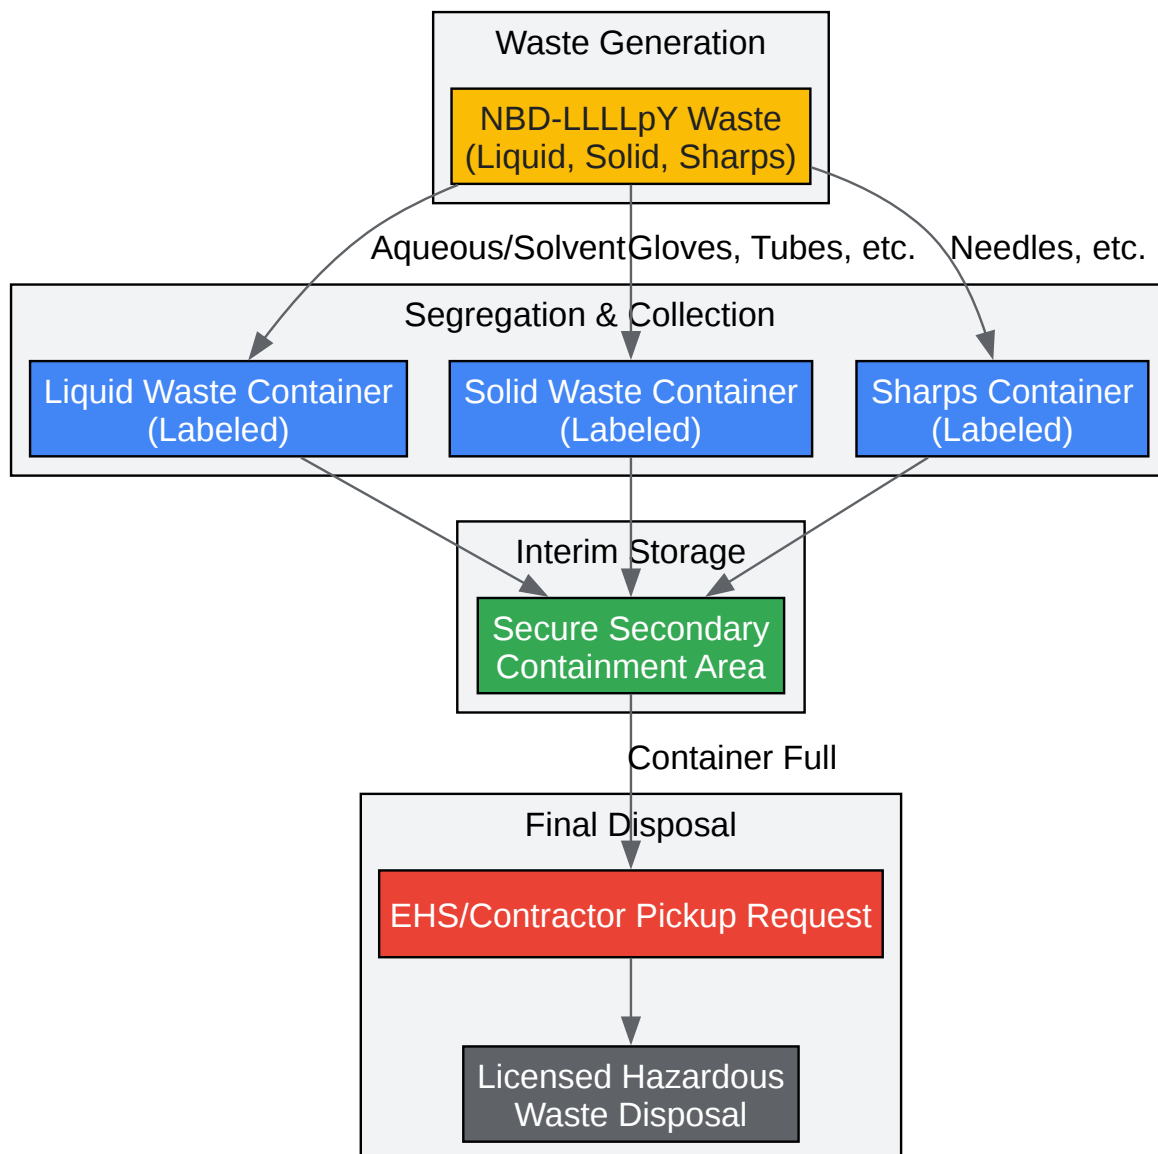 Waste Generation
NBD-LLLLpY Waste
(Liquid, Solid, Sharps)
Aqueous/Solvent
Gloves, Tubes, etc.
Needles, etc.
Segregation & Collection
Liquid Waste Container
(Labeled)
Solid Waste Container
(Labeled)
Sharps Container
(Labeled)
Interim Storage
Secure Secondary
Containment Area
Container Full
Final Disposal
EHS/Contractor Pickup Request
Licensed Hazardous
Waste Disposal